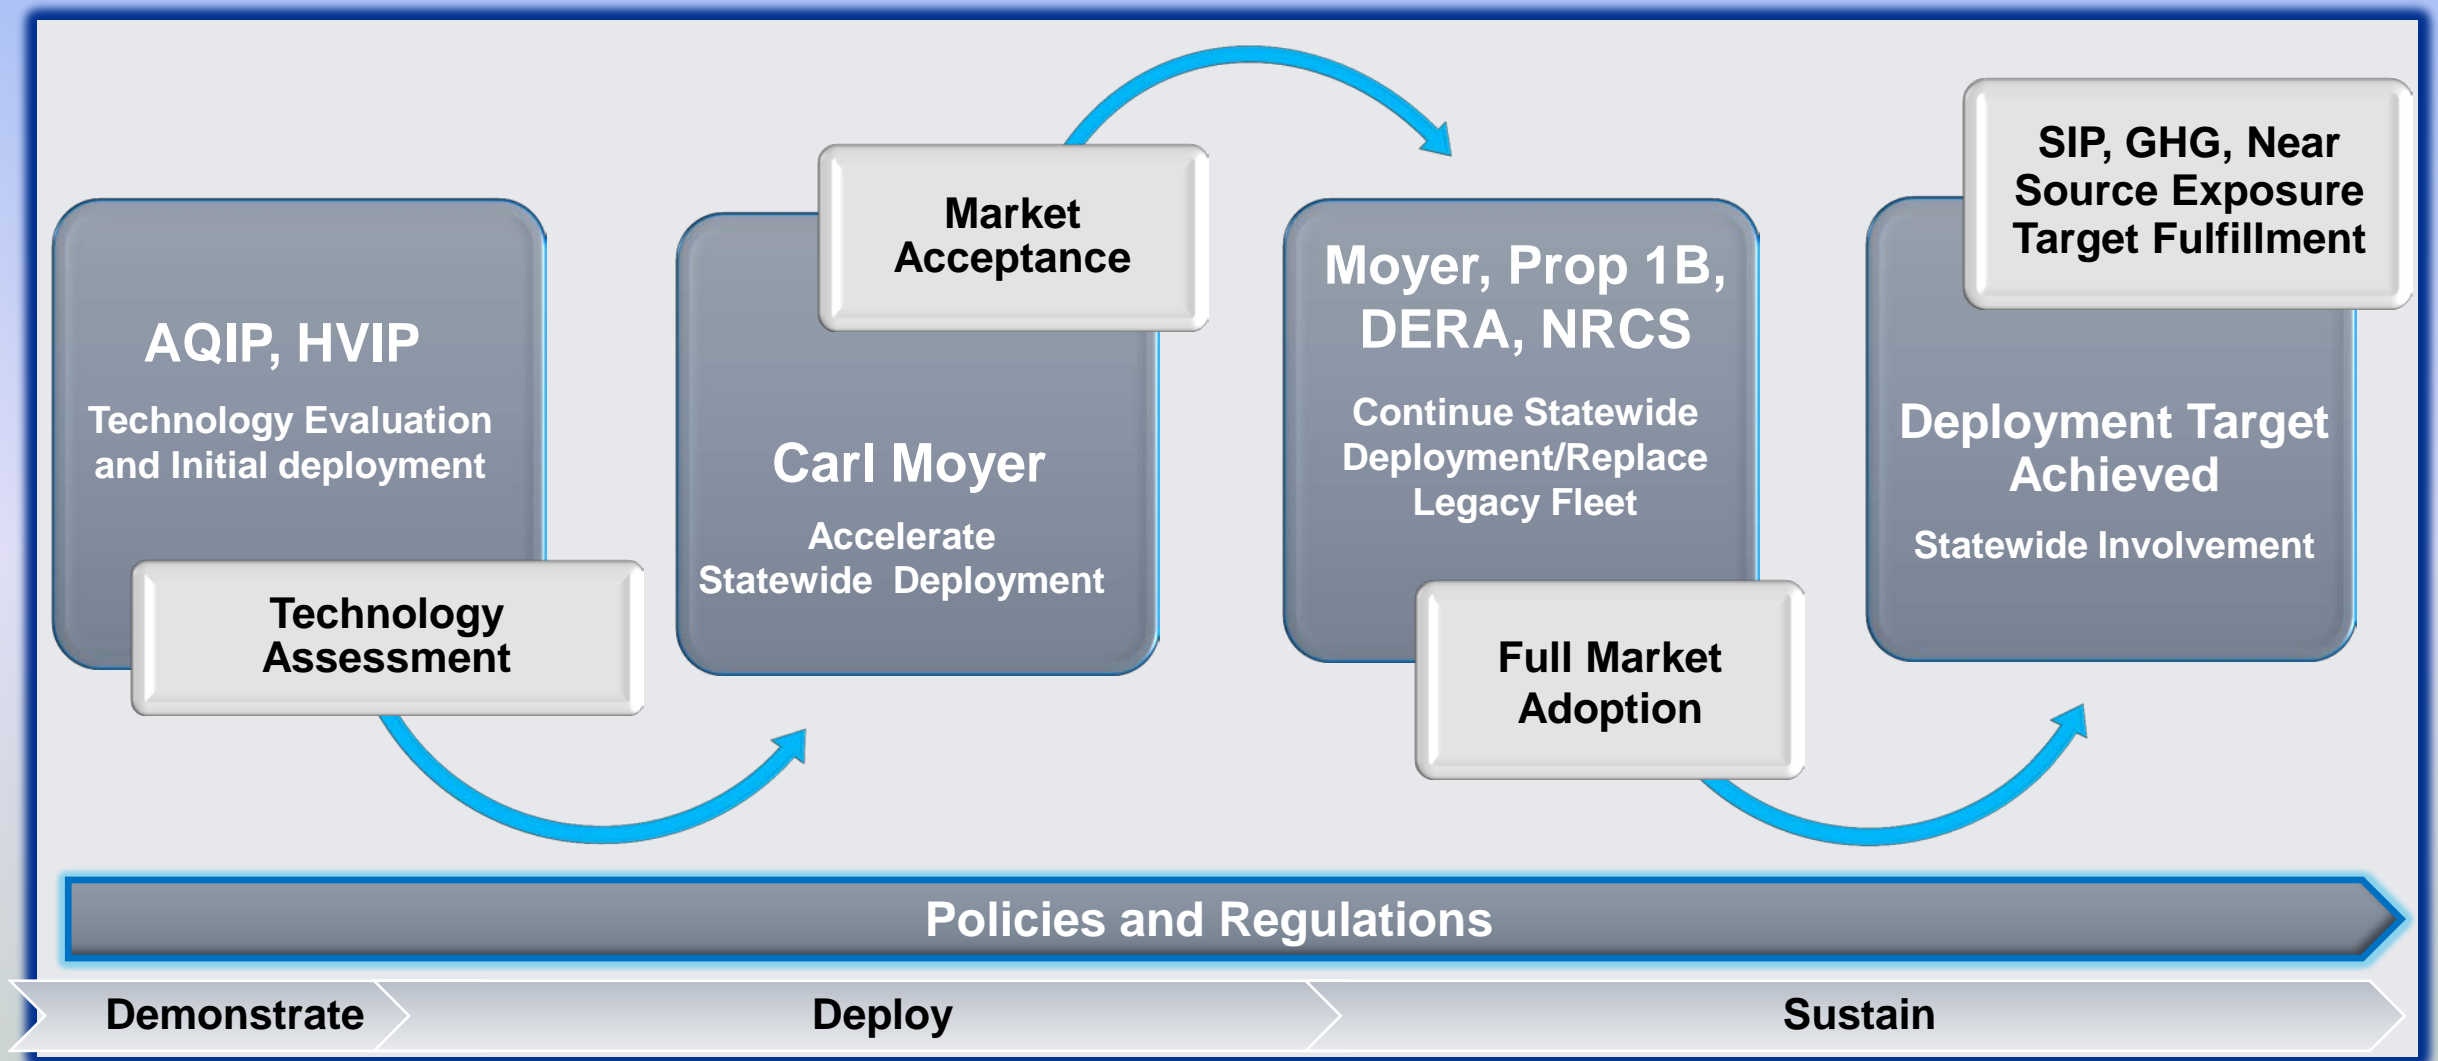 AQIP, HVIP
Technology Evaluation
and Initial deployment
Technology
Assessment
Market
Acceptance
Carl Moyer
Accelerate
Statewide Deployment
Moyer, Prop 1B,
DERA, NRCS
Continue Statewide
Deployment/Replace
Legacy Fleet
Full Market
Adoption
SIP, GHG, Near
Source Exposure
Target Fulfillment
Deployment Target
Achieved
Statewide Involvement
Policies and Regulations
Demonstrate
Deploy
Sustain